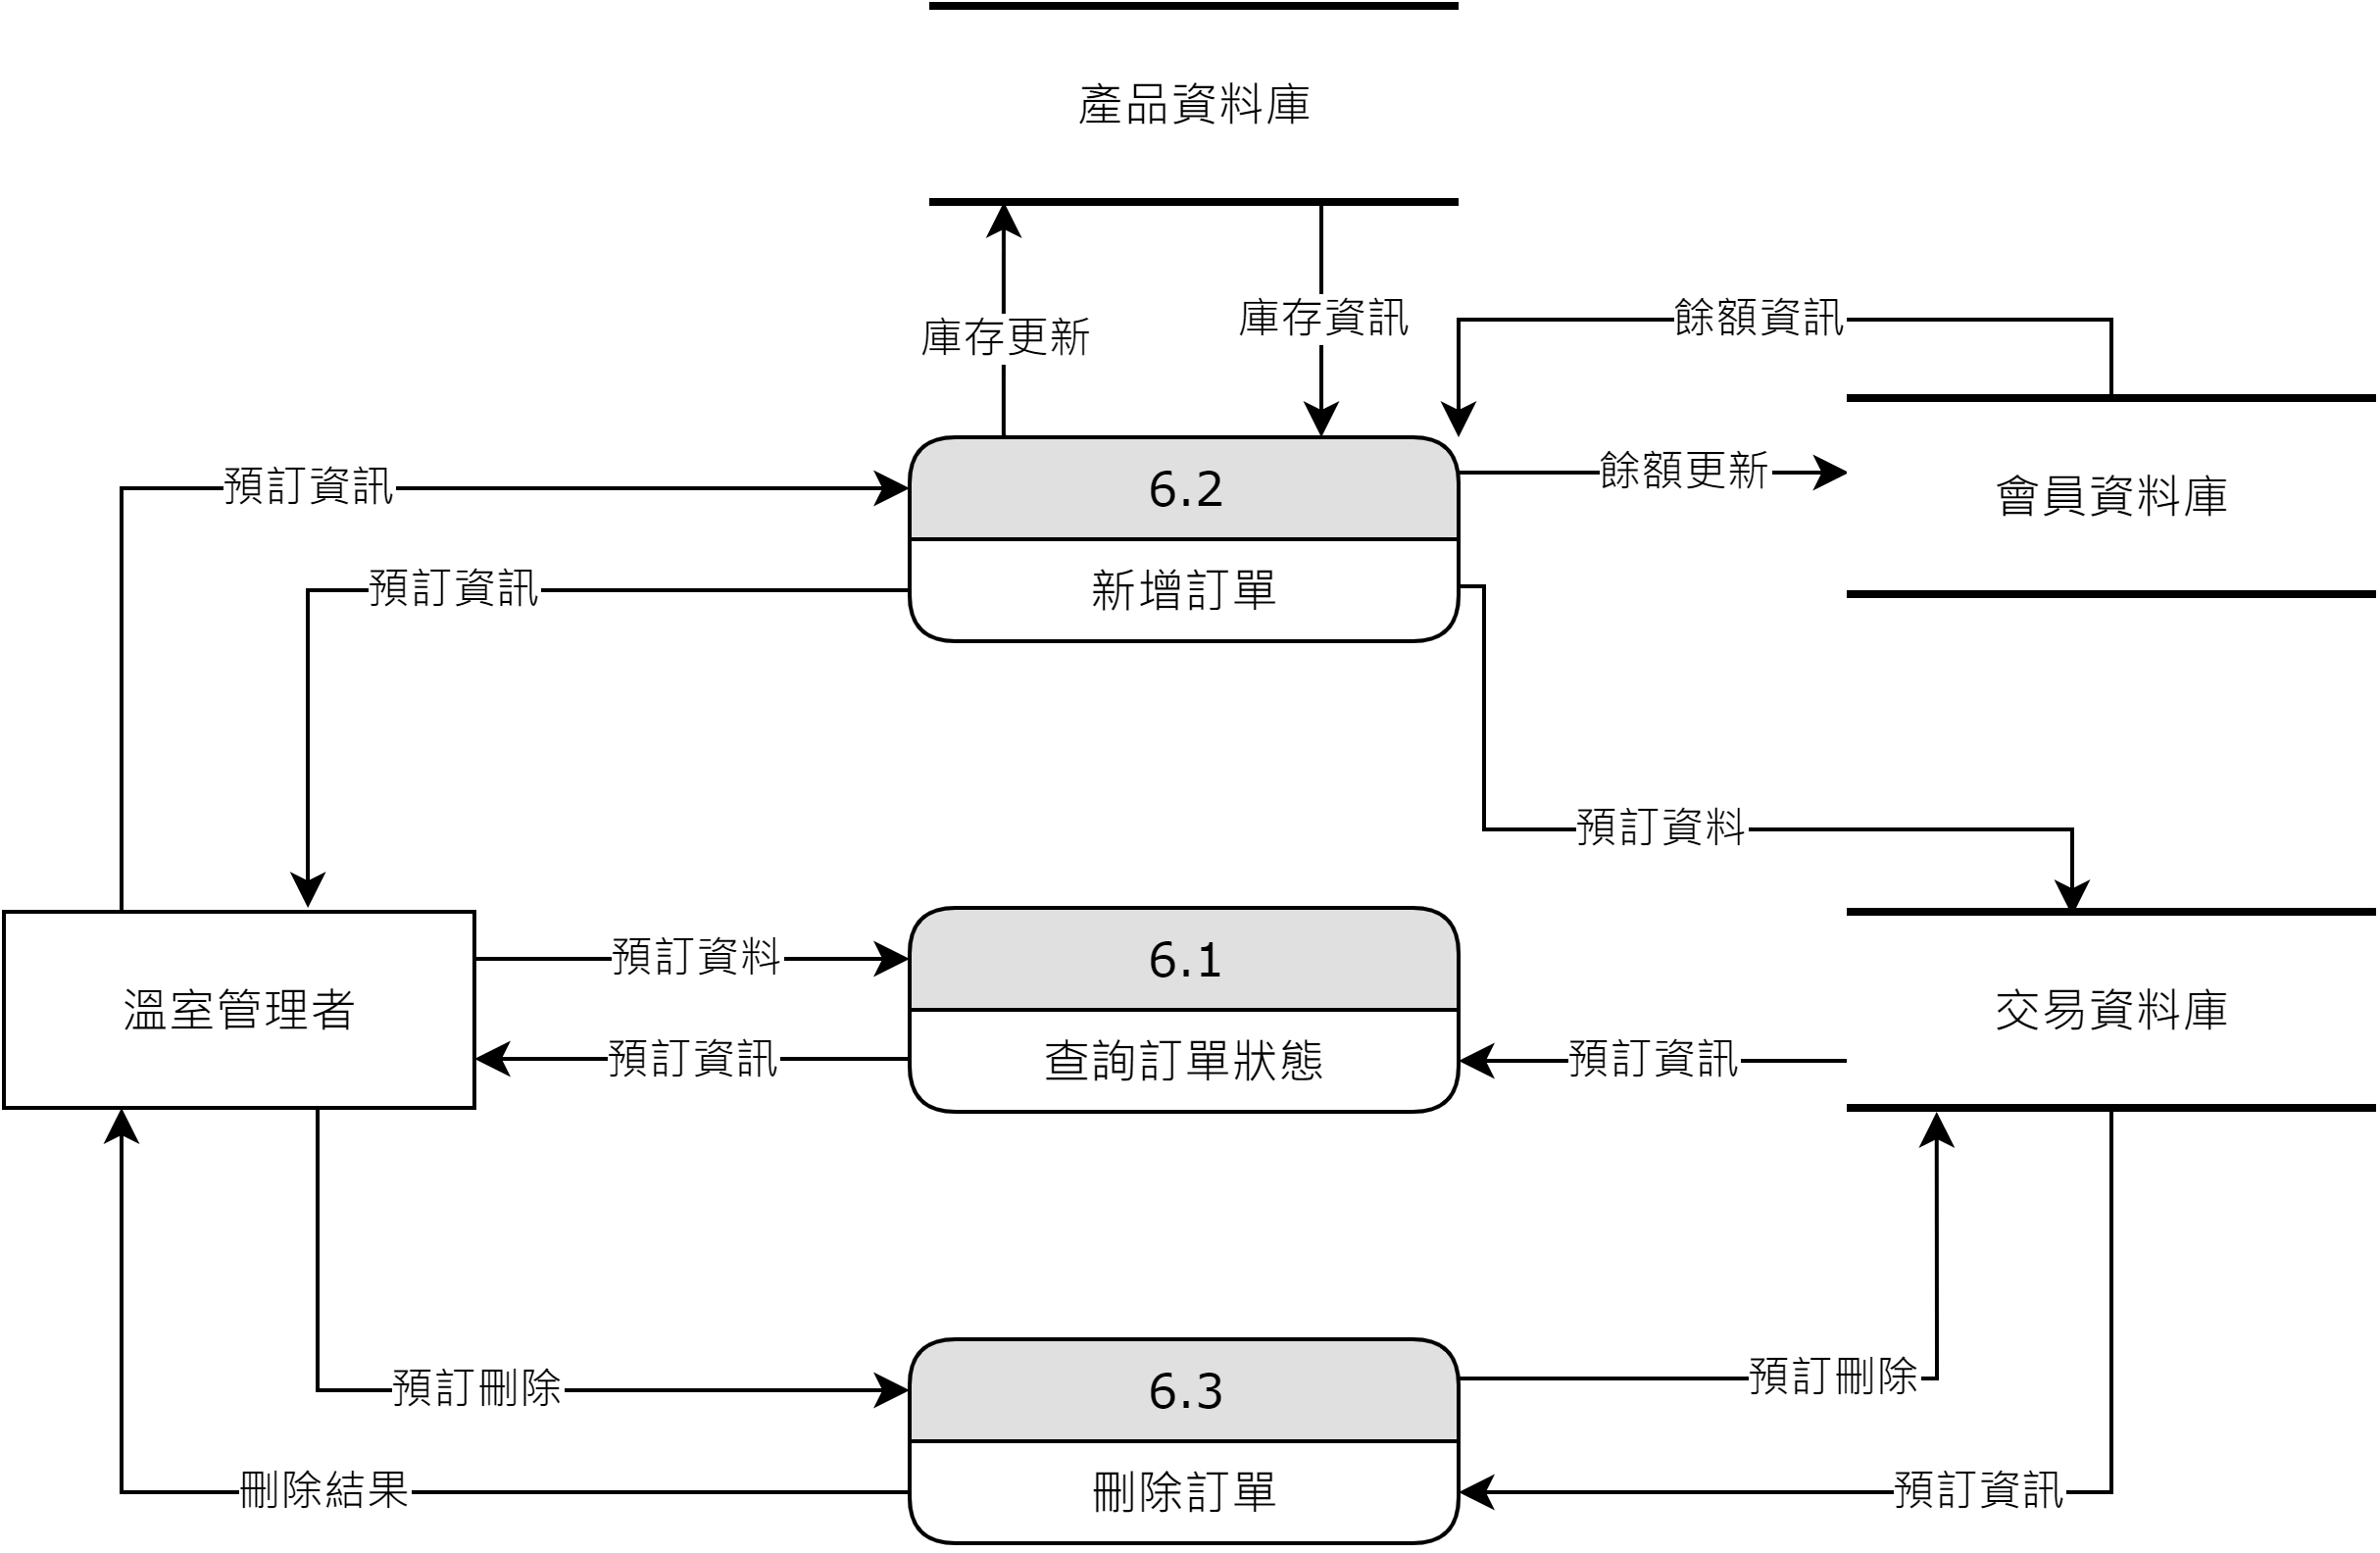 產品資料庫
庫存更新
庫存資訊
餘額資訊
預訂資訊
6.2
餘額更新
會員資料庫
預訂資訊
新增訂單
預訂資料
預訂資料
6.1
溫室管理者
交易資料庫
預訂資訊
查詢訂單狀態
預訂資訊
預訂刪除
6.3
預訂刪除
刪除結果
刪除訂單
預訂資訊